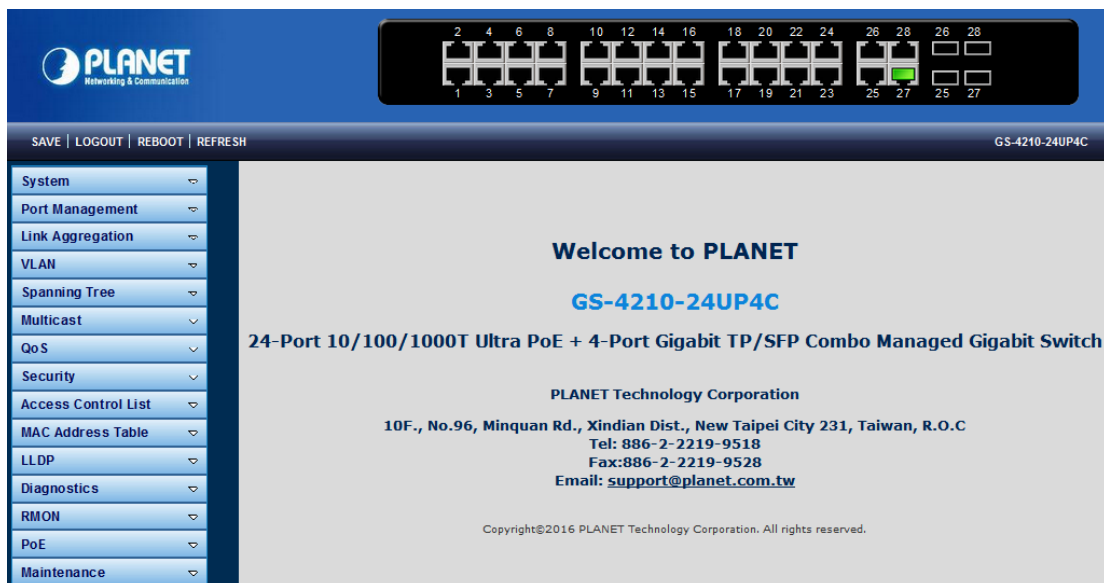 PLANET
Networking & Communication
2 4 6 8 10 12 14 16 18 20 22 24 26 28 26 28
1 3 5 7 9 11 13 15 17 19 21 23 25 27 25 27
SAVE | LOGOUT | REBOOT | REFRESH
GS-4210-24UP4C
System
Port Management
Link Aggregation
VLAN
Spanning Tree
Multicast
QoS
Security
Access Control List
MAC Address Table
LLDP
Diagnostics
RMON
PoE
Maintenance
Welcome to PLANET
GS-4210-24UP4C
24-Port 10/100/1000T Ultra PoE + 4-Port Gigabit TP/SFP Combo Managed Gigabit Switch
PLANET Technology Corporation
10F., No.96, Minquan Rd., Xindian Dist., New Taipei City 231, Taiwan, R.O.C
Tel: 886-2-2219-9518
Fax:886-2-2219-9528
Email: support@planet.com.tw
Copyright©2016 PLANET Technology Corporation. All rights reserved.